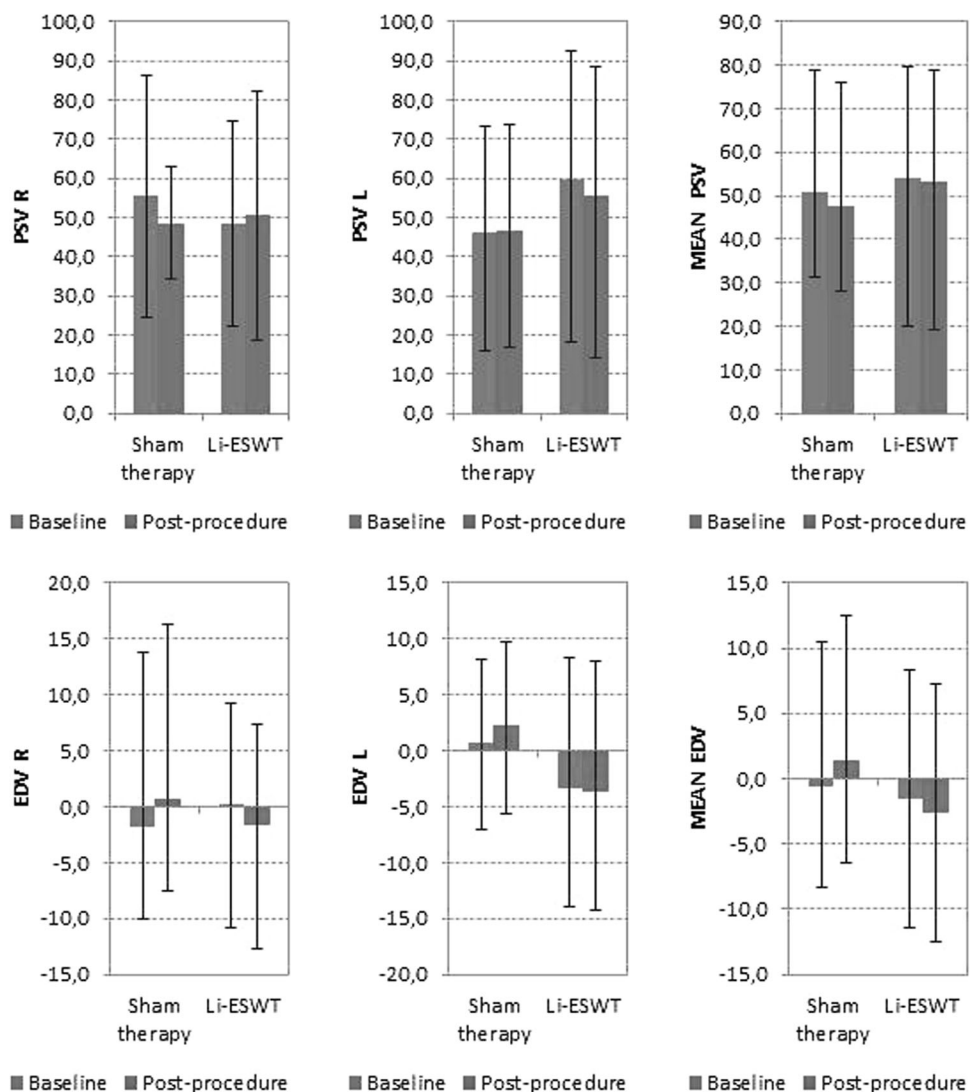 PSV R
100,0
90,0
80,0
70,0
60,0
50,0
40,0
30,0
20,0
10,0
0,0
Sham
therapy
Li-ESWT
Baseline Post-procedure
PSV L
100,0
90,0
80,0
70,0
60,0
50,0
40,0
30,0
20,0
10,0
0,0
Sham
therapy
Li-ESWT
Baseline Post-procedure
MEAN PSV
90,0
80,0
70,0
60,0
50,0
40,0
30,0
20,0
10,0
0,0
Sham
therapy
Li-ESWT
Baseline Post-procedure
EDV R
20,0
15,0
10,0
5,0
0,0
-5,0
-10,0
-15,0
Sham
therapy
Li-ESWT
Baseline Post-procedure
EDV L
15,0
10,0
5,0
0,0
-5,0
-10,0
-15,0
-20,0
Sham
therapy
Li-ESWT
Baseline Post-procedure
MEAN EDV
15,0
10,0
5,0
0,0
-5,0
-10,0
-15,0
Sham
therapy
Li-ESWT
Baseline Post-procedure